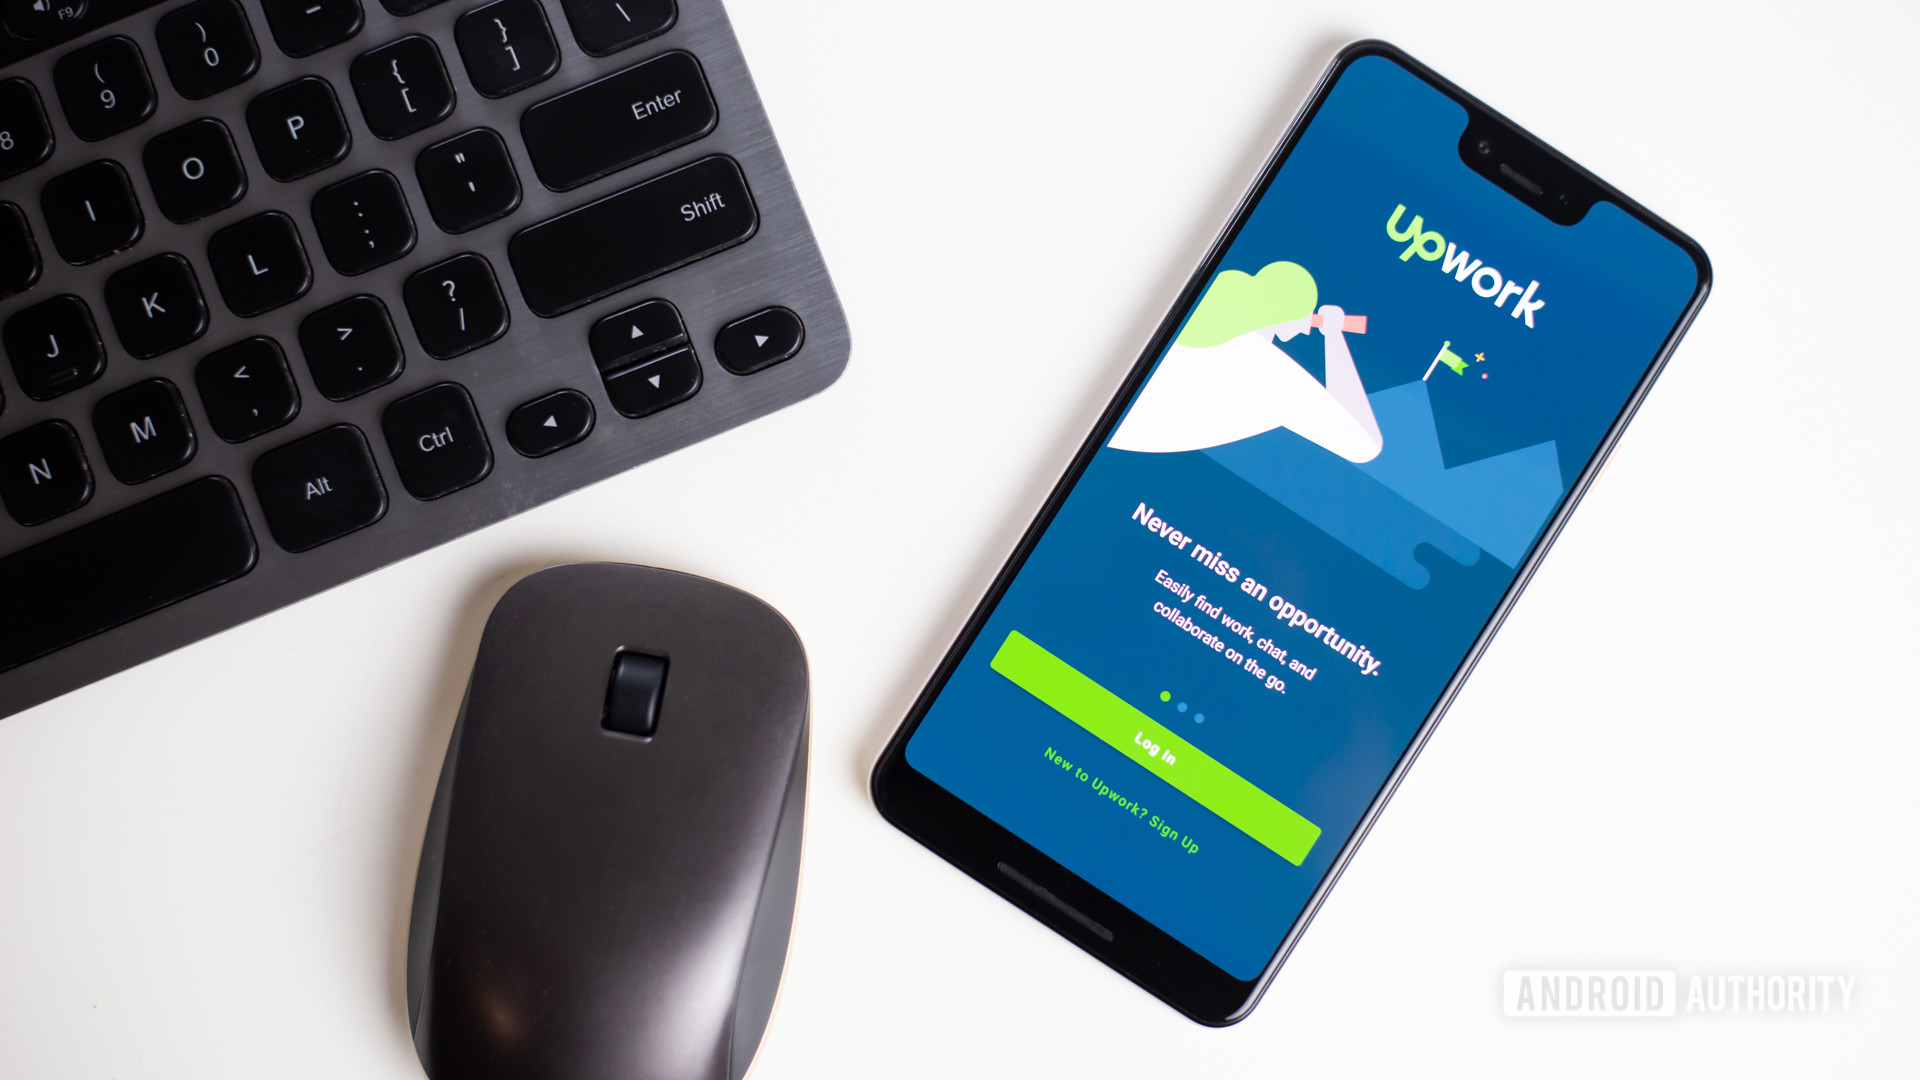 F9
8
( 9
) 0
-
\
I
O
P
{ [
} ]
Enter
J
K
L
: ;
" '
Shift
N
M
< ,
> .
? /
Alt
Ctrl
upwork
Never miss an opportunity.
Easily find work, chat, and
collaborate on the go.
Log In
New to Upwork? Sign Up
ANDROID AUTHORITY